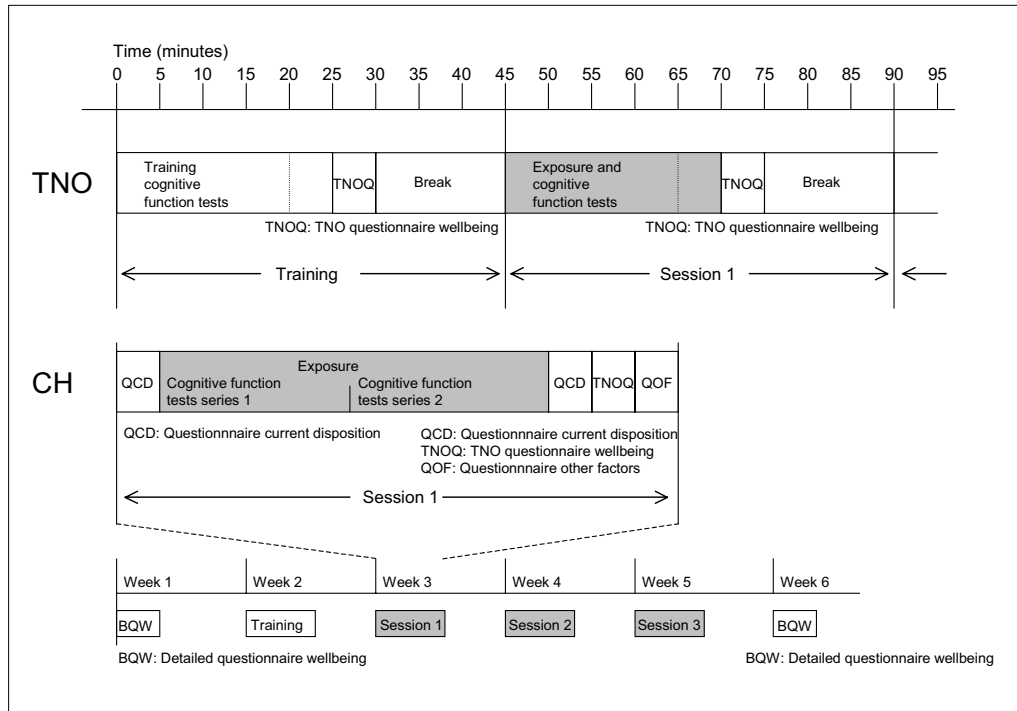 Time (minutes)
0 5 10 15 20 25 30 35 40 45 50 55 60 65 70 75 80 85 90 95
TNO
Training
cognitive
function tests
TNOQ
Break
Exposure and
cognitive
function tests
TNOQ
Break
TNOQ: TNO questionnaire wellbeing
TNOQ: TNO questionnaire wellbeing
Training
Session 1
CH
QCD
Exposure
Cognitive function
tests series 1
Cognitive function
tests series 2
QCD
TNOQ
QOF
QCD: Questionnnaire current disposition
QCD: Questionnnaire current disposition
TNOQ: TNO questionnaire wellbeing
QOF: Questionnnaire other factors
Session 1
Week 1
Week 2
Week 3
Week 4
Week 5
Week 6
BQW
Training
Session 1
Session 2
Session 3
BQW
BQW: Detailed questionnaire wellbeing
BQW: Detailed questionnaire wellbeing